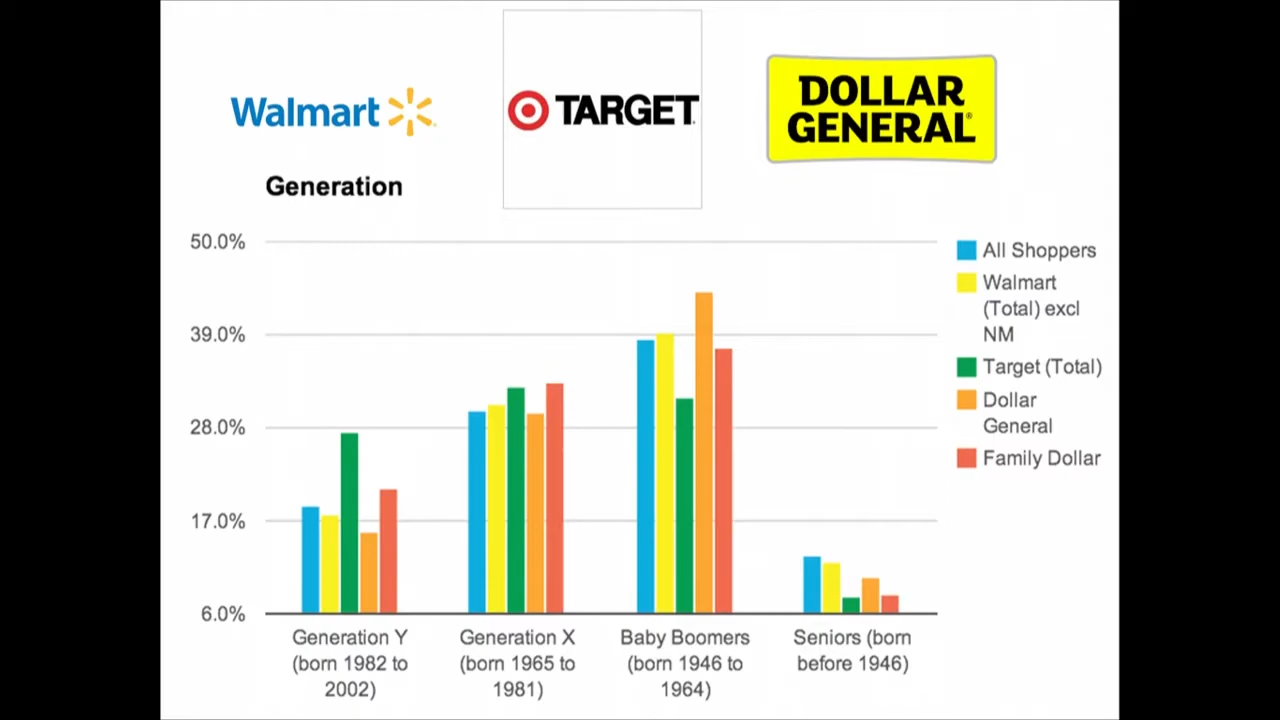 Walmart
TARGET
DOLLAR
GENERAL®
Generation
50.0%
39.0%
28.0%
17.0%
6.0%
All Shoppers
Walmart
(Total) excl
NM
Target (Total)
Dollar
General
Family Dollar
Generation Y
(born 1982 to
2002)
Generation X
(born 1965 to
1981)
Baby Boomers
(born 1946 to
1964)
Seniors (born
before 1946)